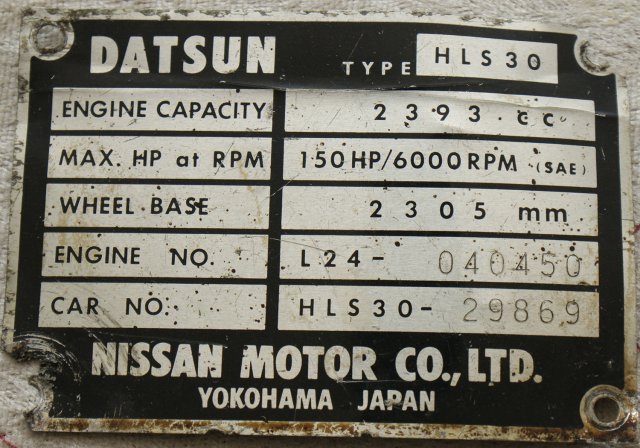 DATSUN TYPE HLS30
ENGINE CAPACITY 2393 cc
MAX. HP at RPM 150HP/6000RPM (SAE)
WHEEL BASE 2305 mm
ENGINE NO. L24- 040450
CAR NO. HLS30- 29869
NISSAN MOTOR CO., LTD.
YOKOHAMA JAPAN